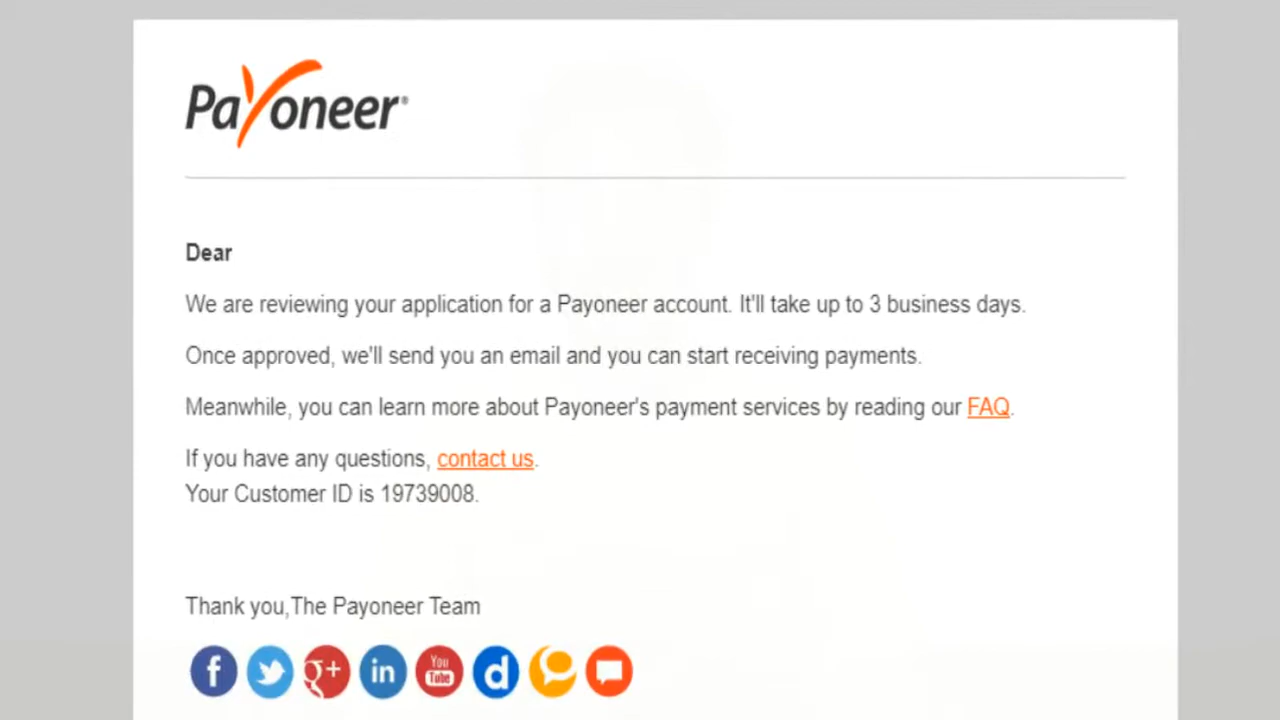 Payoneer®
Dear
We are reviewing your application for a Payoneer account. It'll take up to 3 business days.
Once approved, we'll send you an email and you can start receiving payments.
Meanwhile, you can learn more about Payoneer's payment services by reading our FAQ.
If you have any questions, contact us.
Your Customer ID is 19739008.
Thank you,The Payoneer Team
f g+ in You Tube d